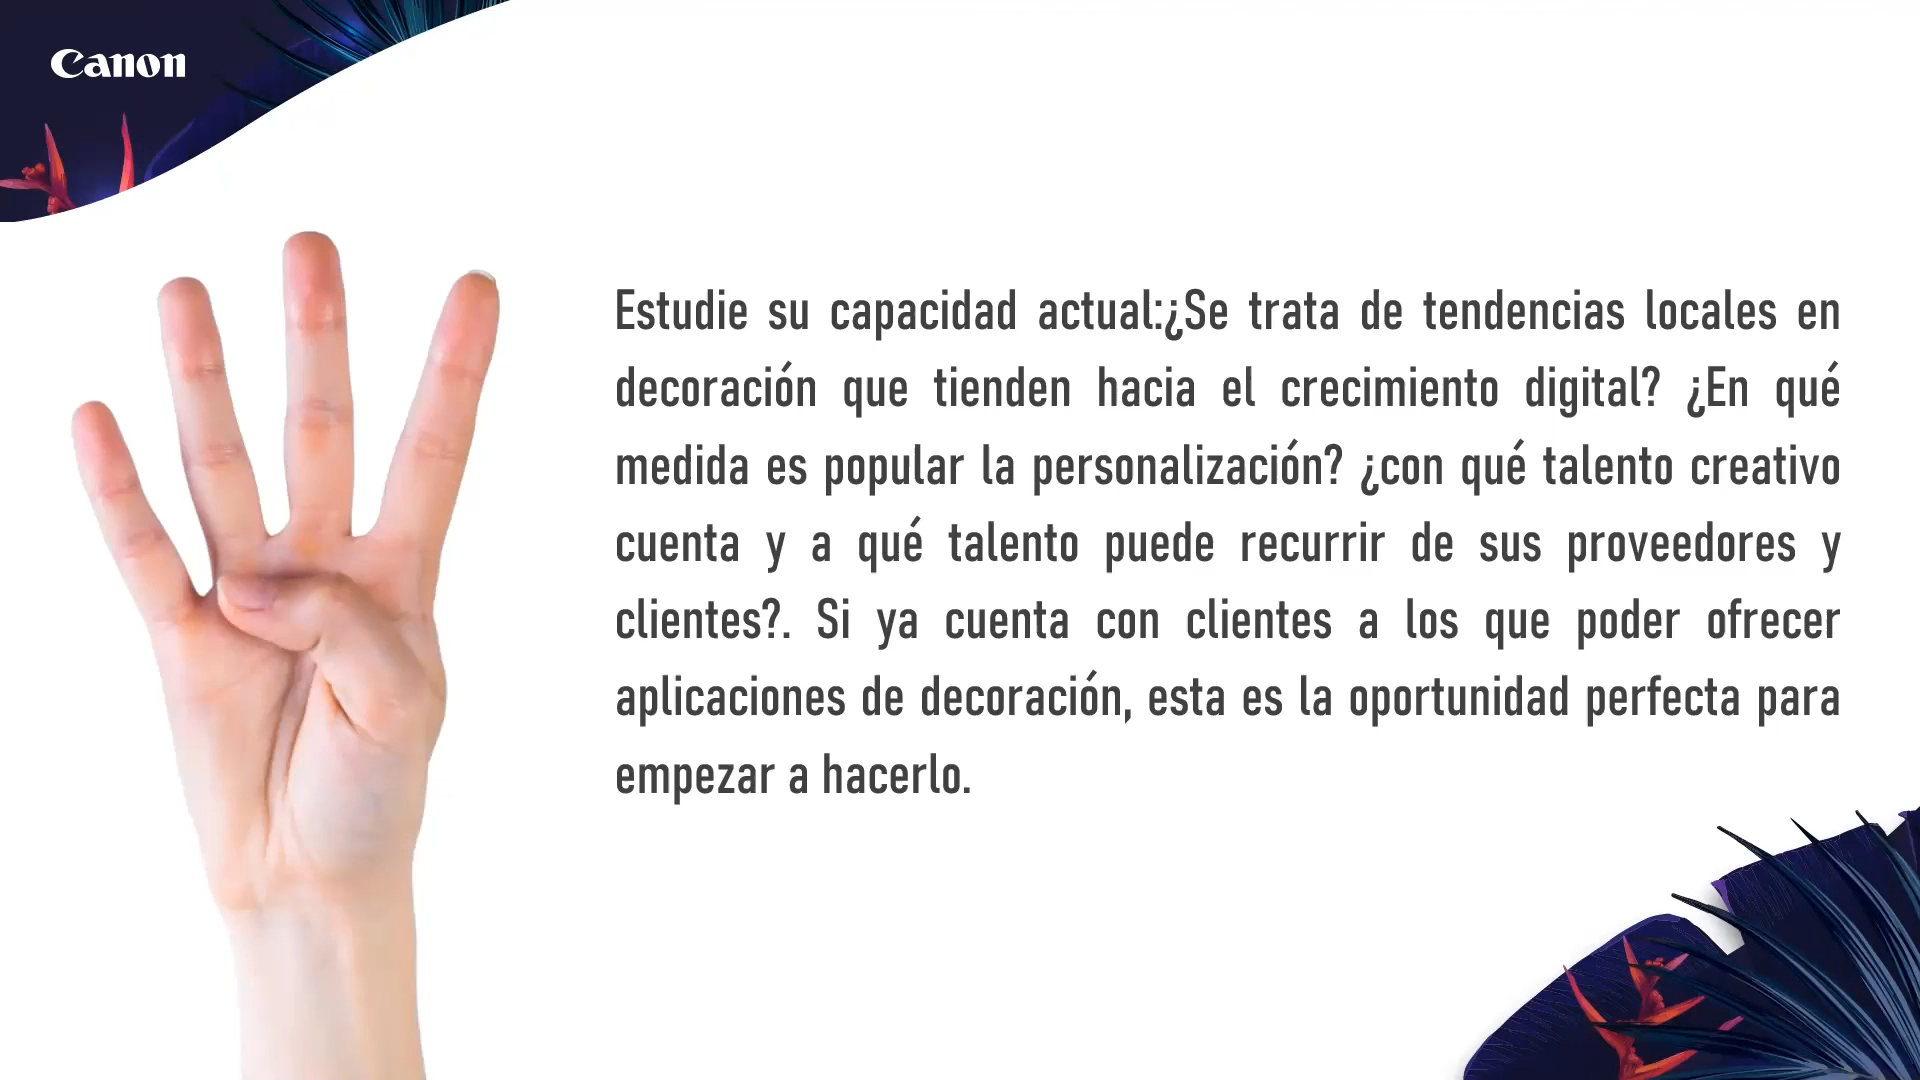 Canon
Estudie su capacidad actual:¿Se trata de tendencias locales en
decoración que tienden hacia el crecimiento digital? ¿En qué
medida es popular la personalización? ¿con qué talento creativo
cuenta y a qué talento puede recurrir de sus proveedores y
clientes?. Si ya cuenta con clientes a los que poder ofrecer
aplicaciones de decoración, esta es la oportunidad perfecta para
empezar a hacerlo.